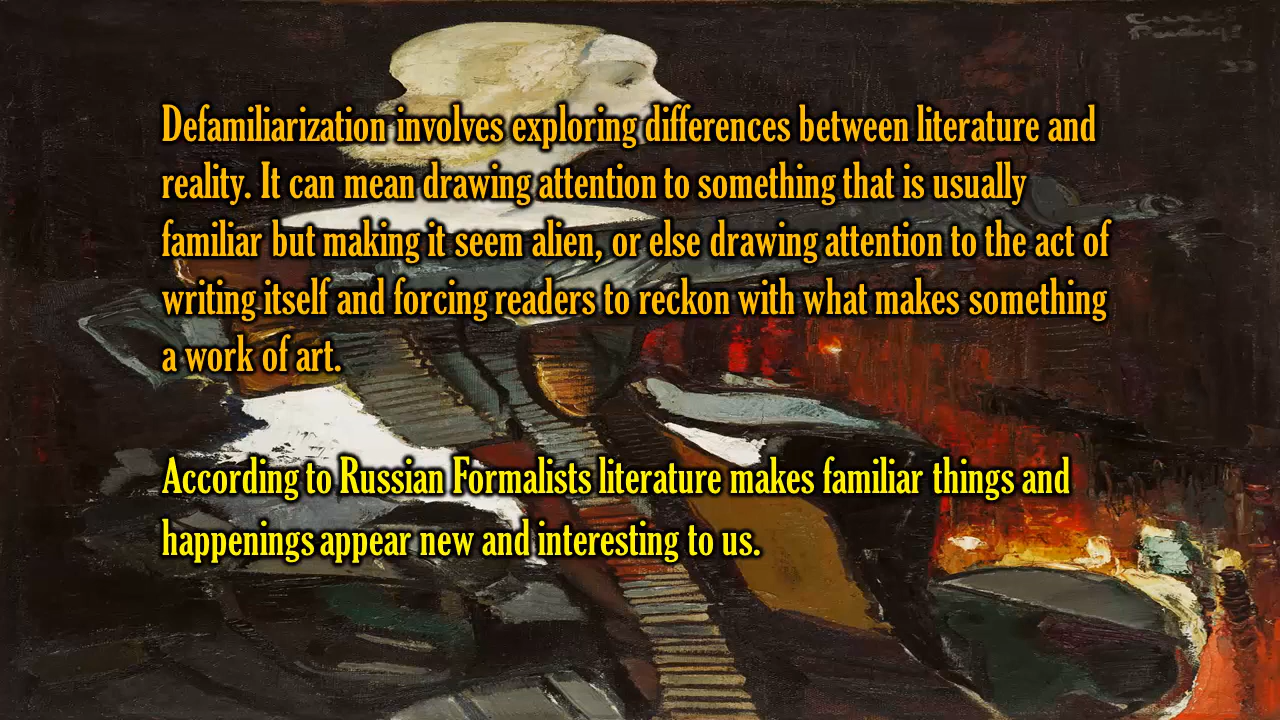 Defamiliarization involves exploring differences between literature and
reality. It can mean drawing attention to something that is usually
familiar but making it seem alien, or else drawing attention to the act of
writing itself and forcing readers to reckon with what makes something
a work of art.
According to Russian Formalists literature makes familiar things and
happenings appear new and interesting to us.